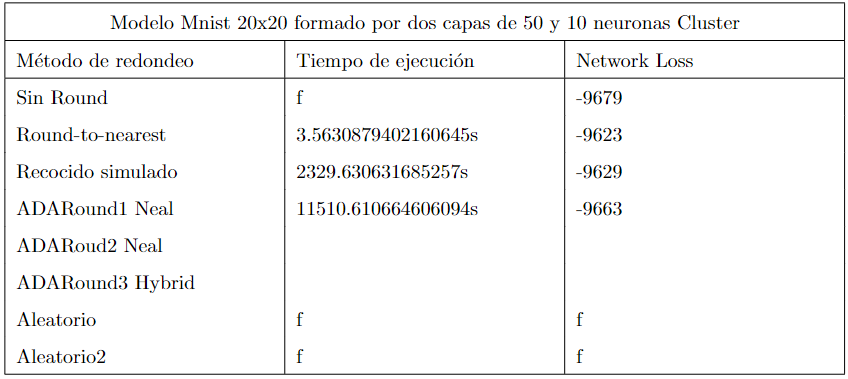 Modelo Mnist 20x20 formado por dos capas de 50 y 10 neuronas Cluster
Método de redondeo Tiempo de ejecución Network Loss
Sin Round f -9679
Round-to-nearest 3.5630879402160645s -9623
Recocido simulado 2329.630631685257s -9629
ADARound1 Neal 11510.610664606094s -9663
ADARoud2 Neal
ADARound3 Hybrid
Aleatorio f f
Aleatorio2 f f